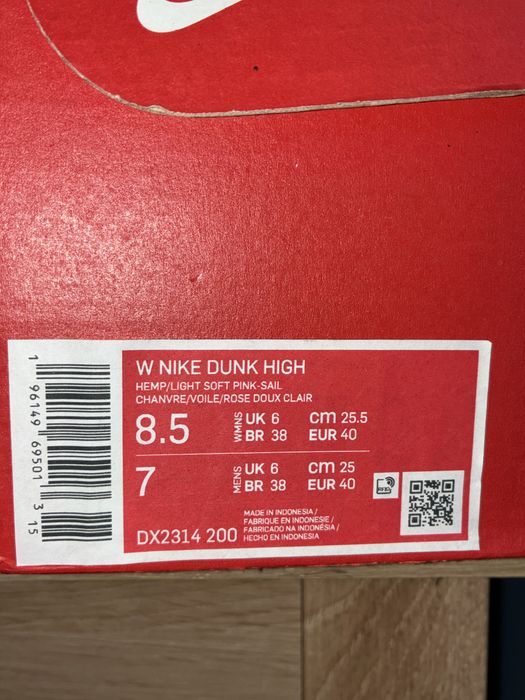 W NIKE DUNK HIGH
HEMP/LIGHT SOFT PINK-SAIL
CHANVRE/VOILE/ROSE DOUX CLAIR
8.5 WMNS UK 6 cm 25.5
BR 38 EUR 40
7 MENS UK 6 cm 25
BR 38 EUR 40
RFID
DX2314 200
MADE IN INDONESIA /
FABRIQUE EN INDONESIE /
FABRICADO NA INDONÉSIA /
HECHO EN INDONESIA
1 96149 69501 3 15